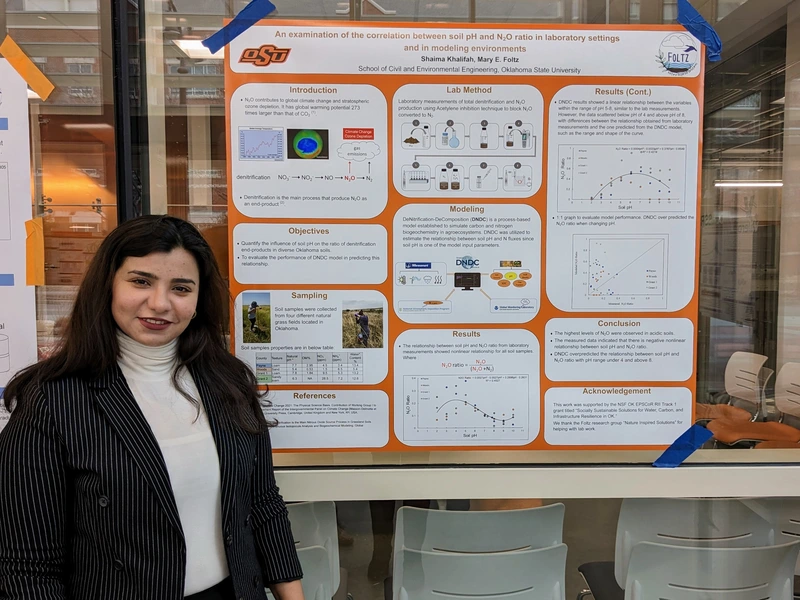 An examination of the correlation between soil pH and N₂O ratio in laboratory settings
and in modeling environments
Shaima Khalifah, Mary E. Foltz
School of Civil and Environmental Engineering, Oklahoma State University
OSU
FOLTZ
Introduction
• N₂O contributes to global climate change and stratospheric
ozone depletion. It has global warming potential 273
times larger than that of CO₂
Climate Change
Ozone Depletion
emissions
denitrification NO₃⁻ → NO₂⁻ → NO → N₂O → N₂
• Denitrification is the main process that produce N₂O as
an end-product
Objectives
• Quantify the influence of soil pH on the ratio of denitrification
end-products in diverse Oklahoma soils.
• To evaluate the performance of DNDC model in predicting this
relationship.
Sampling
Soil samples were collected
from four different natural
grass fields located in
Oklahoma.
Soil samples properties are in below table.
References
Lab Method
Laboratory measurements of total denitrification and N₂O
production using Acetylene inhibition technique to block N₂O
converted to N₂.
Modeling
DeNitrification-DeComposition (DNDC) is a process based
model established to simulate carbon and nitrogen
biogeochemistry in agroecosystems. DNDC was utilized to
estimate the relationship between soil pH and N fluxes since
soil pH is one of the model input parameters.
DNDC
Results
The relationship between soil pH and N₂O ratio from laboratory
measurements showed nonlinear relationship for all soil samples.
Where
N₂O ratio = N₂O
(N₂O +N₂)
N₂O Ratio
Soil pH
Results (Cont.)
• DNDC results showed a linear relationship between the variables
within the range of pH 5-8, similar to the lab measurements.
However, the data scattered below pH of 4 and above pH of 8,
with differences between the relationship obtained from laboratory
measurements and the one predicted from the DNDC model,
such as the range and shape of the curve.
N₂O Ratio
Soil pH
• 1:1 graph to evaluate model performance. DNDC over predicted the
N₂O ratio when changing pH.
Conclusion
• The highest levels of N₂O were observed in acidic soils.
• The measured data indicated that there is negative nonlinear
relationship between soil pH and N₂O ratio.
• DNDC overpredicted the relationship between soil pH and
N₂O ratio with pH range under 4 and above 8.
Acknowledgement
This work was supported by the NSF OK EPSCoR RII Track 1
grant titled "Socially Sustainable Solutions for Water, Carbon, and
Infrastructure Resilience in OK."
We thank the Foltz research group "Nature Inspired Solutions" for
helping with lab work.